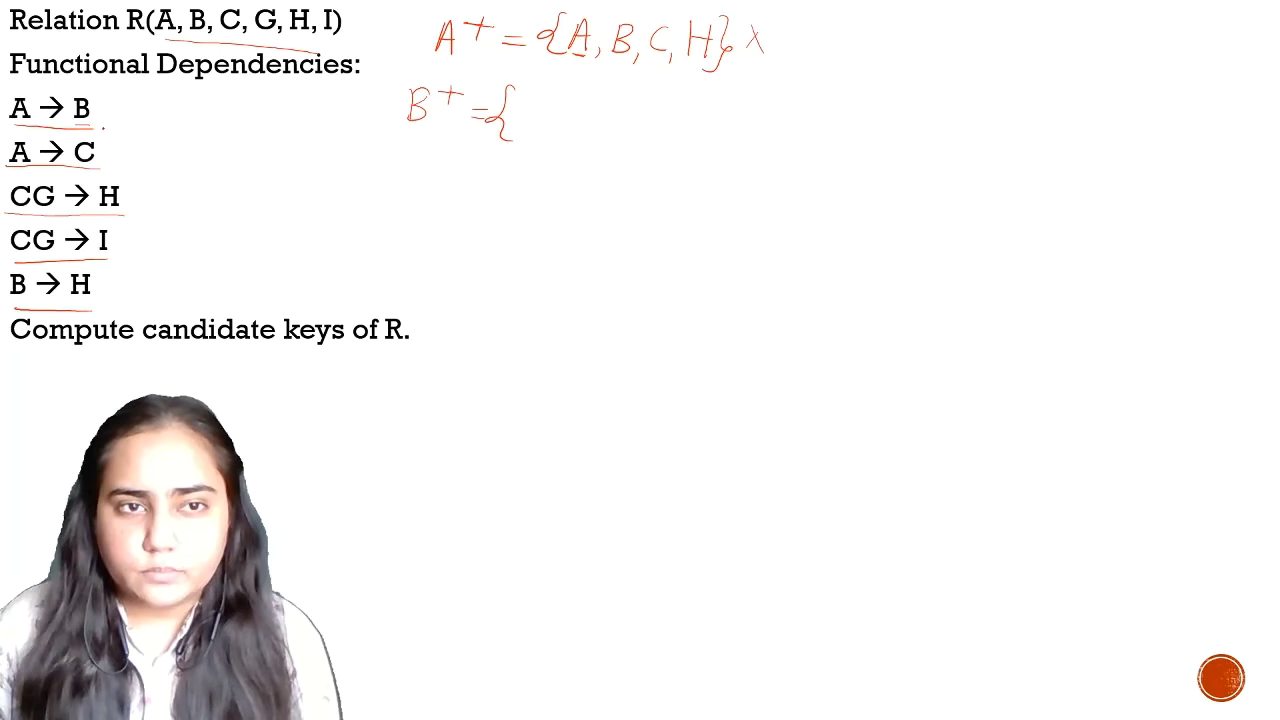 Relation R(A, B, C, G, H, I)
Functional Dependencies:
A → B
A → C
CG → H
CG → I
B → H
Compute candidate keys of R.
A+ = {A, B, C, H} X
B+ = {